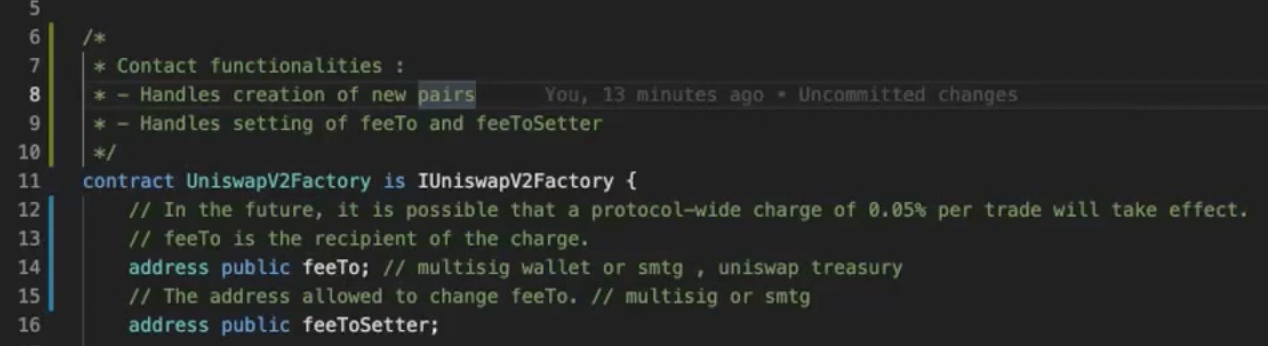 5
6 /*
7 * Contact functionalities :
8 * - Handles creation of new pairs You, 13 minutes ago • Uncommitted changes
9 * - Handles setting of feeTo and feeToSetter
10 */
11 contract UniswapV2Factory is IUniswapV2Factory {
12 // In the future, it is possible that a protocol-wide charge of 0.05% per trade will take effect.
13 // feeTo is the recipient of the charge.
14 address public feeTo; // multisig wallet or smtg , uniswap treasury
15 // The address allowed to change feeTo. // multisig or smtg
16 address public feeToSetter;